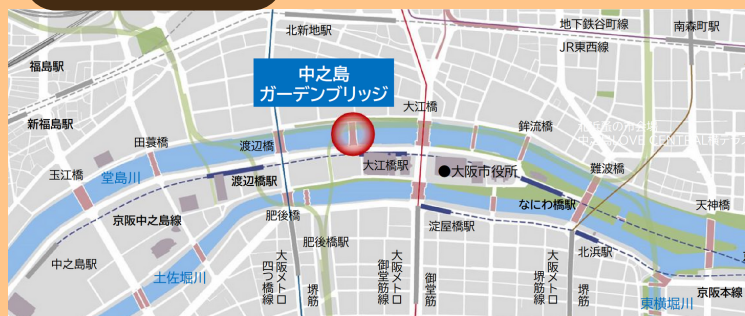 北新地駅
地下鉄谷町線
南森町駅
JR東西線
福島駅
中之島
ガーデンブリッジ
大江橋
新福島駅
田蓑橋
渡辺橋
鉾流橋
玉江橋
堂島川
渡辺橋駅
大江橋駅
大阪市役所
難波橋
京阪中之島線
肥後橋
なにわ橋駅
天神橋
中之島駅
土佐堀川
肥後橋駅
淀屋橋駅
北浜駅
大阪メトロ
四つ橋線
堺筋
大阪メトロ
御堂筋線
御堂筋
大阪メトロ
堺筋線
堺筋
東横堀川
京阪本線